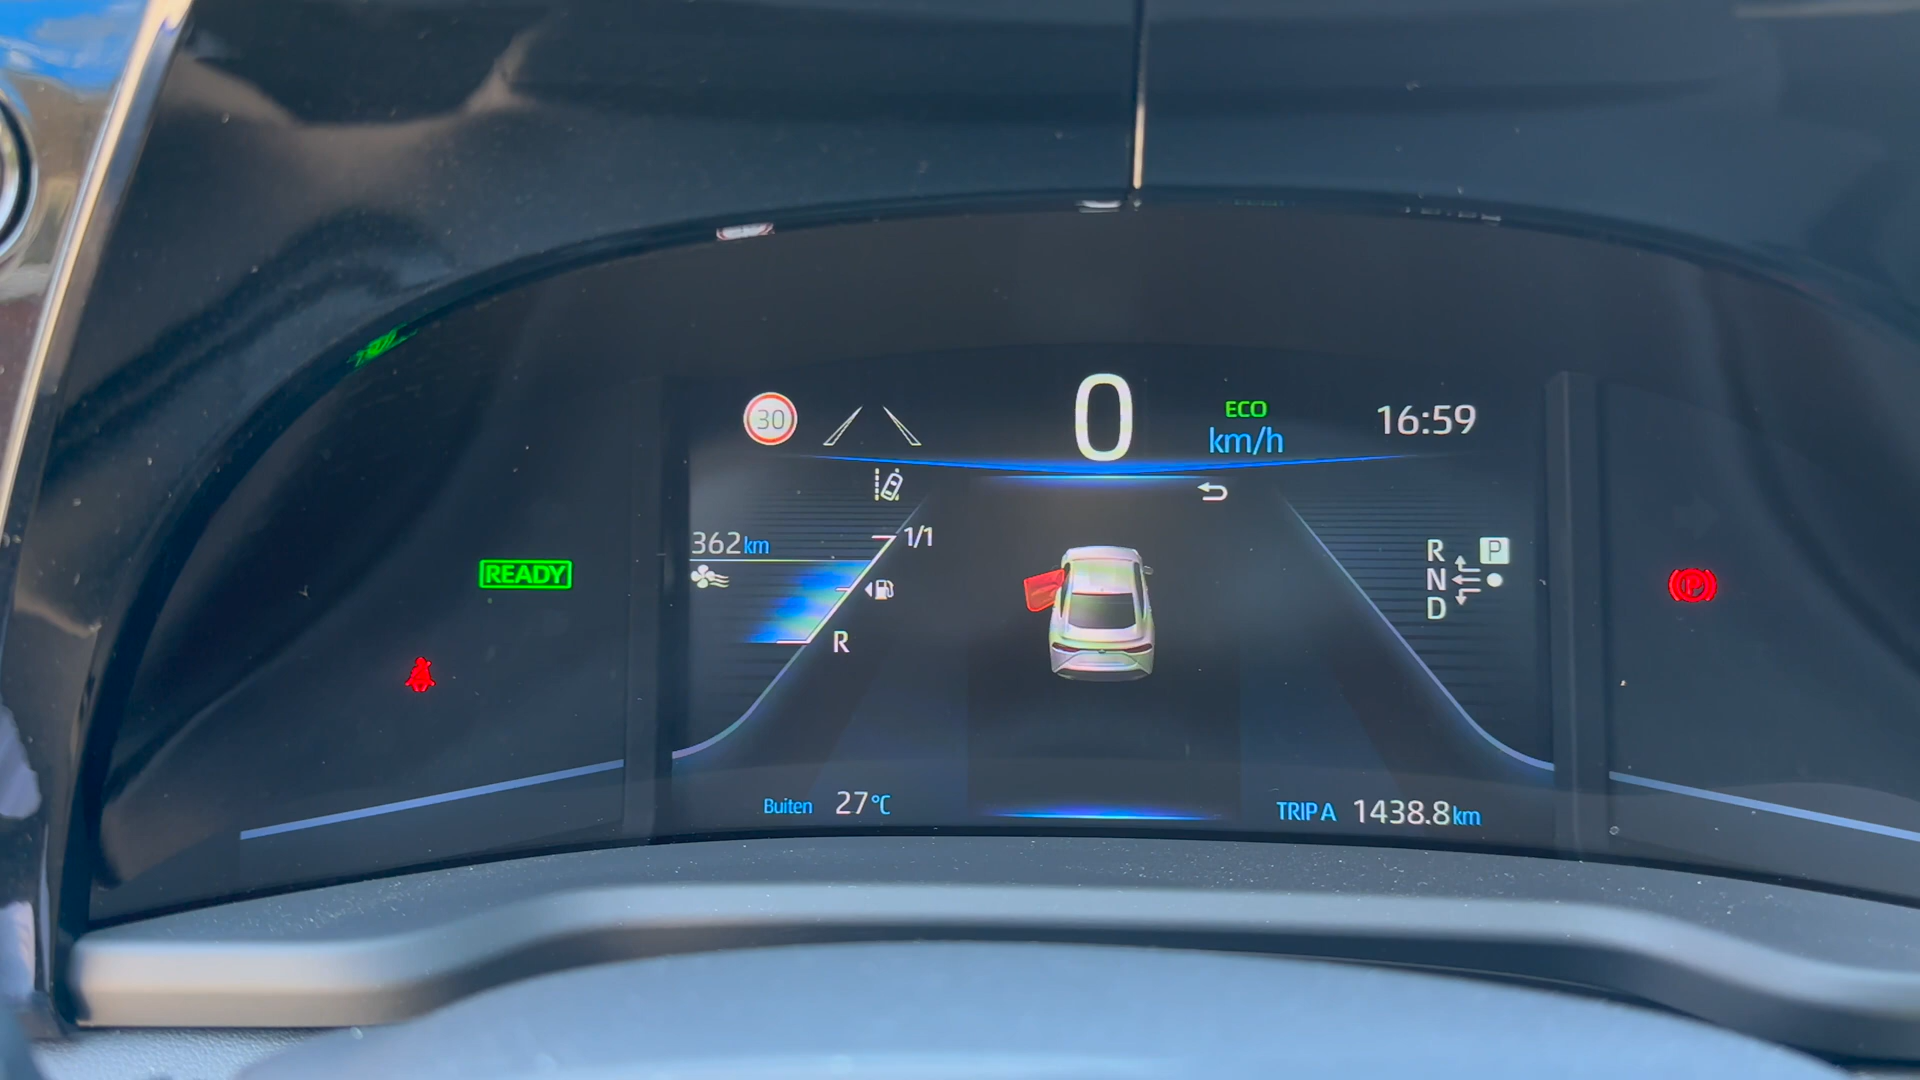 30
0
ECO
km/h
16:59
362km
1/1
R
READY
R P
N
D
P
Buiten 27°C
TRIP A 1438.8km